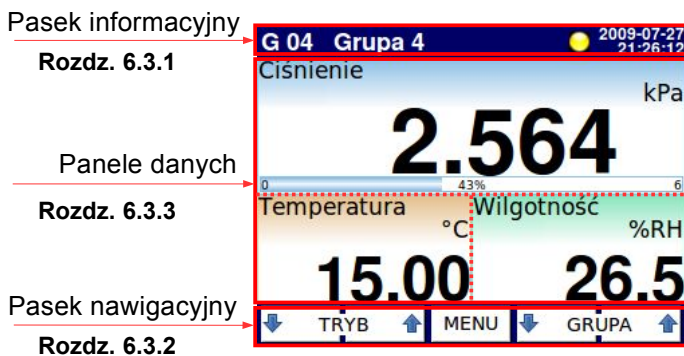 Pasek informacyjny
Rozdz. 6.3.1
G 04 Grupa 4
2009-07-27
21:26:12
Ciśnienie
kPa
2.564
0 43% 6
Panele danych
Rozdz. 6.3.3
Temperatura
°C
15.00
Wilgotność
%RH
26.5
Pasek nawigacyjny
Rozdz. 6.3.2
TRYB MENU GRUPA